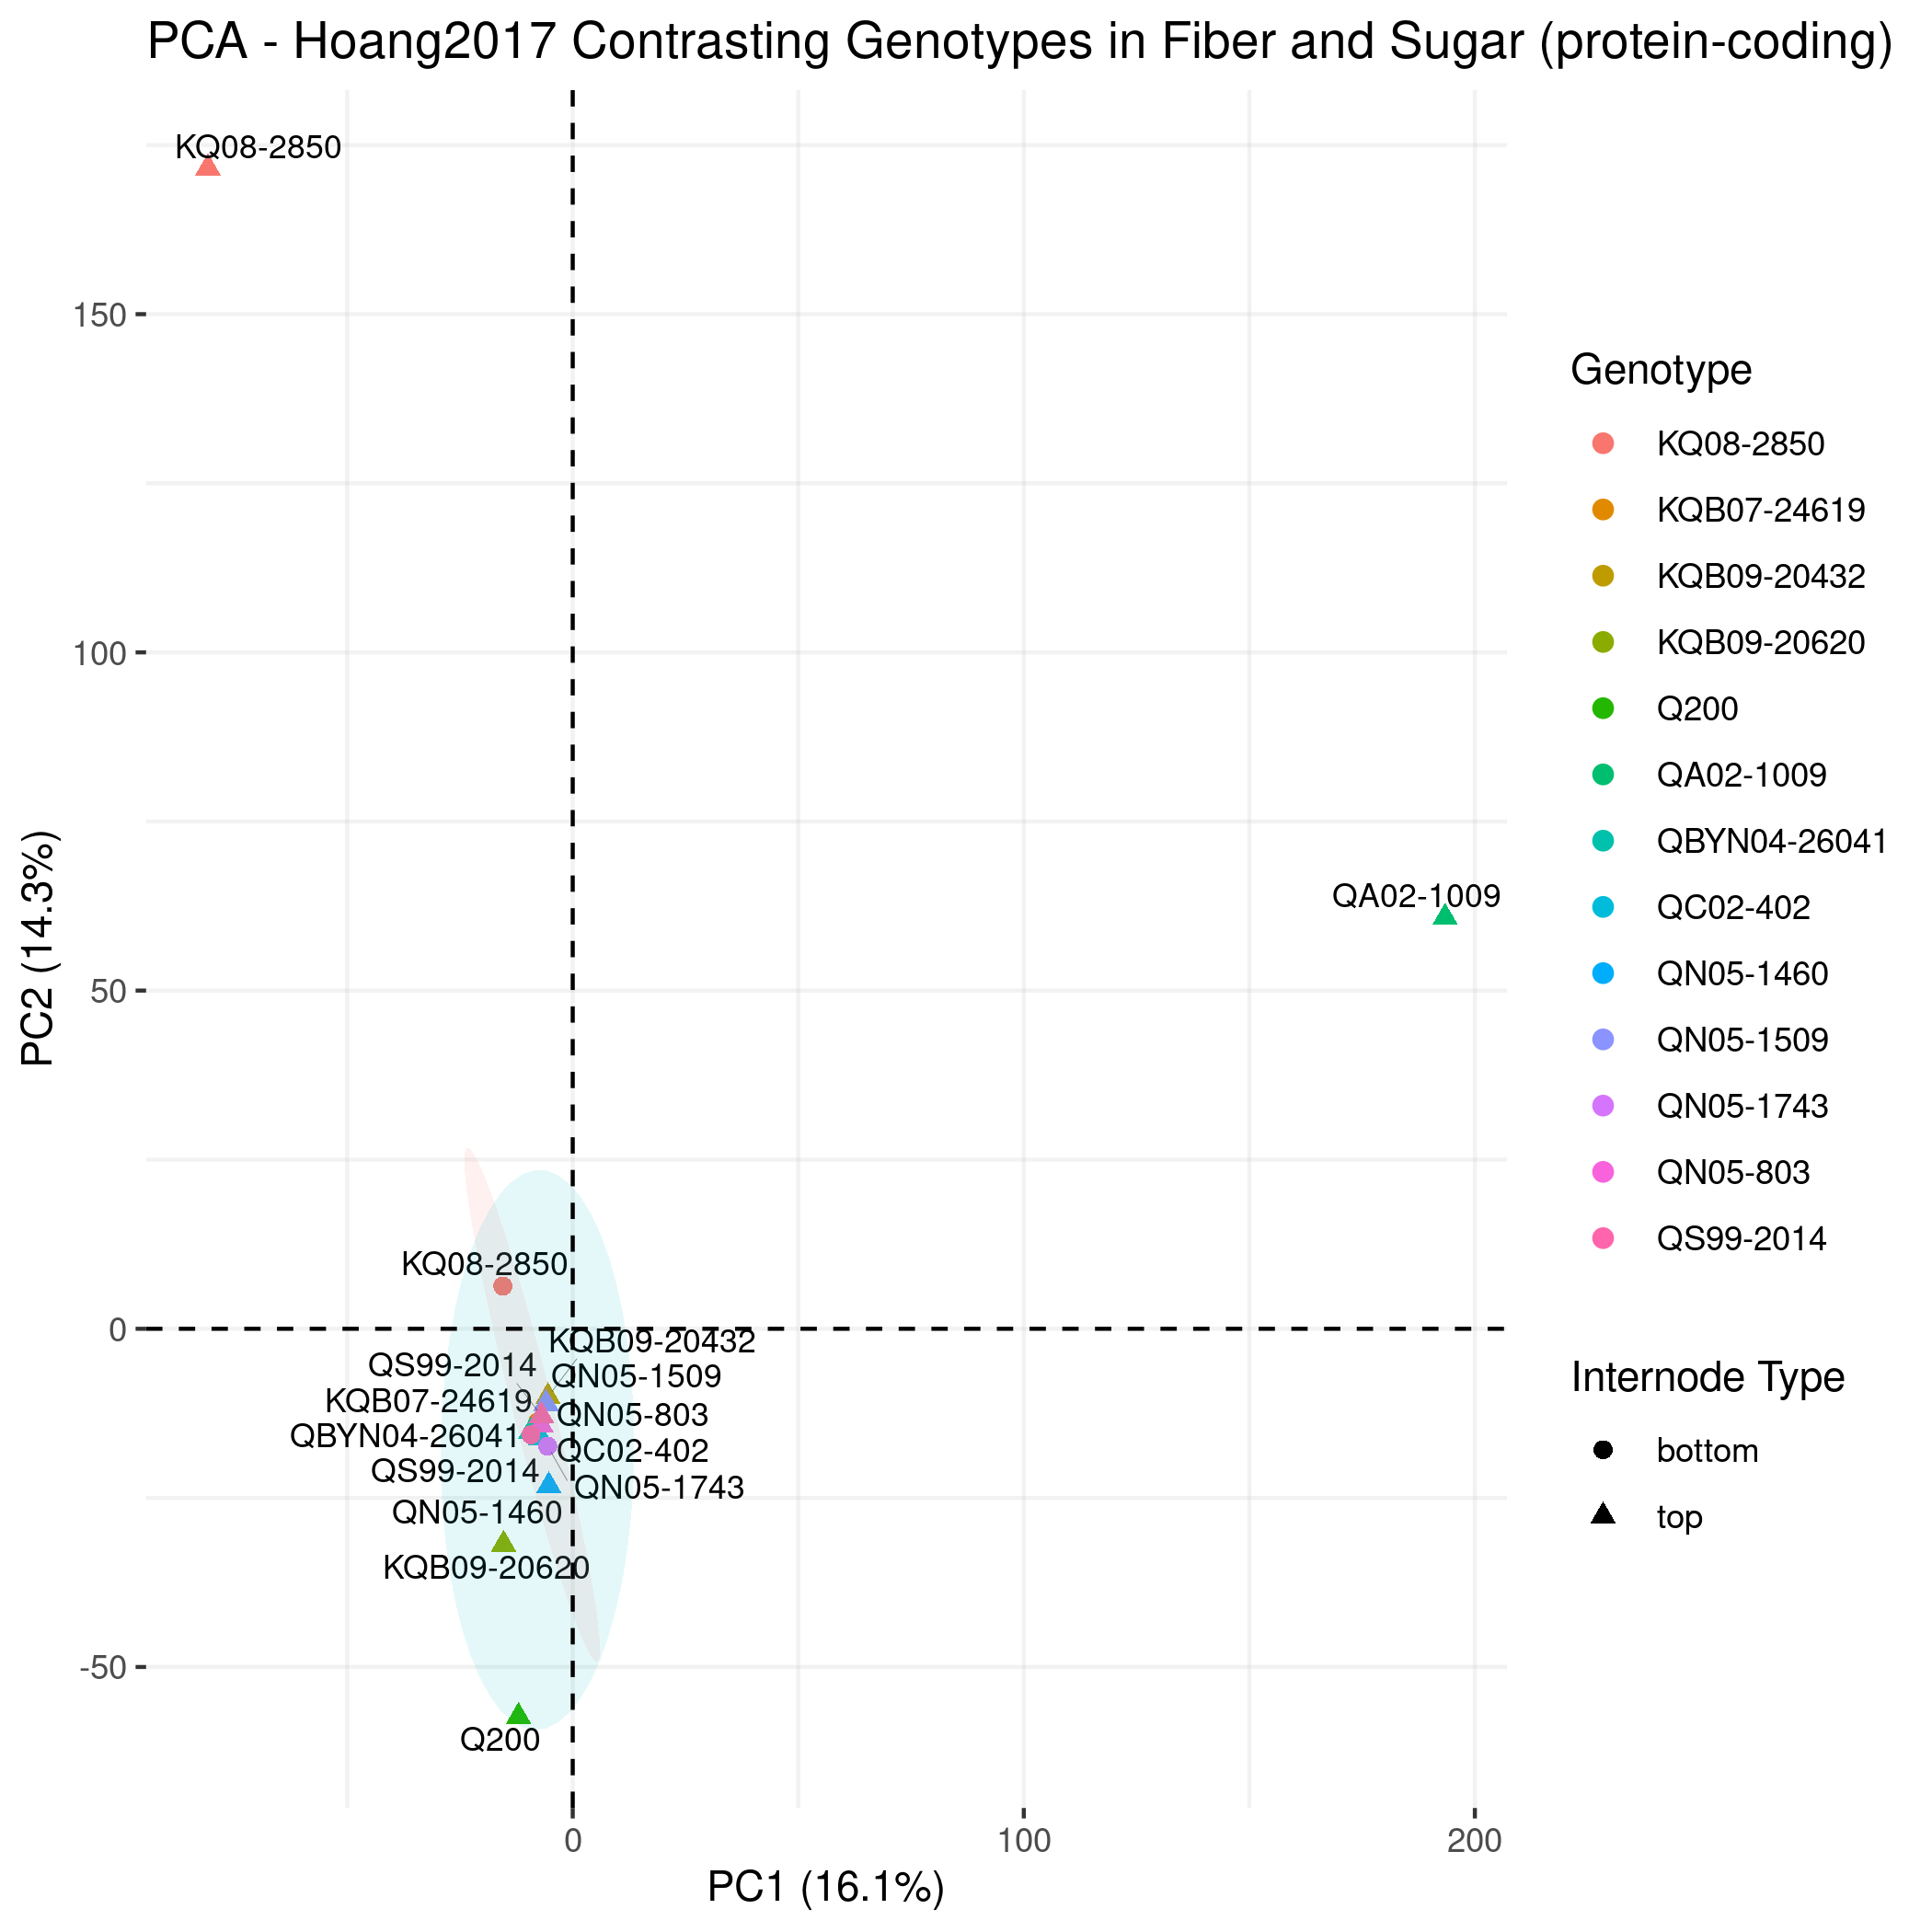 PCA - Hoang2017 Contrasting Genotypes in Fiber and Sugar (protein-coding)
KQ08-2850
QA02-1009
KQ08-2850
KQB09-20432
QS99-2014
QN05-1509
KQB07-24619
QN05-803
QBYN04-26041
QC02-402
QS99-2014
QN05-1743
QN05-1460
KQB09-20620
Q200
150
100
50
0
-50
PC2 (14.3%)
0
100
200
PC1 (16.1%)
Genotype
KQ08-2850
KQB07-24619
KQB09-20432
KQB09-20620
Q200
QA02-1009
QBYN04-26041
QC02-402
QN05-1460
QN05-1509
QN05-1743
QN05-803
QS99-2014
Internode Type
bottom
top